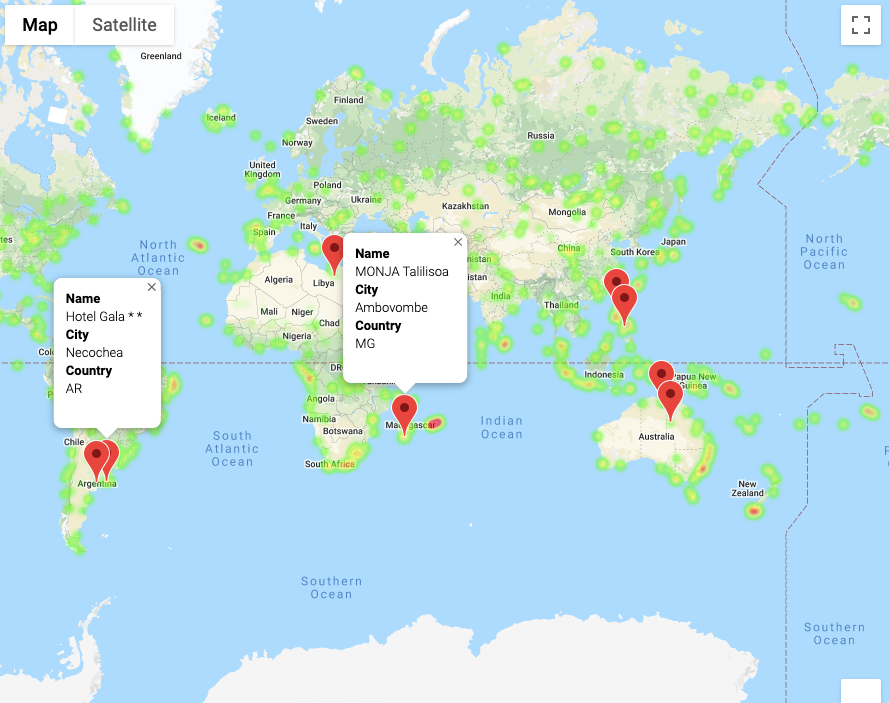 Map
Satellite
Greenland
Iceland
Finland
Sweden
Norway
Russia
United
Kingdom
Poland
Germany
Ukraine
France
Kazakhstan
Mongolia
Italy
Spain
North
Atlantic
Ocean
Japan
South Korea
China
North
Pacific
Ocean
Algeria
Libya
Mali
Niger
Chad
Nigeria
India
Thailand
Name
MONJA Talilisoa
City
Ambovombe
Country
MG
Name
Hotel Gala * *
City
Necochea
Country
AR
Indonesia
Papua New
Guinea
Angola
Namibia
Botswana
Madagascar
South Africa
Indian
Ocean
South
Atlantic
Ocean
Chile
Argentina
Australia
New
Zealand
Southern
Ocean
Southern
Ocean